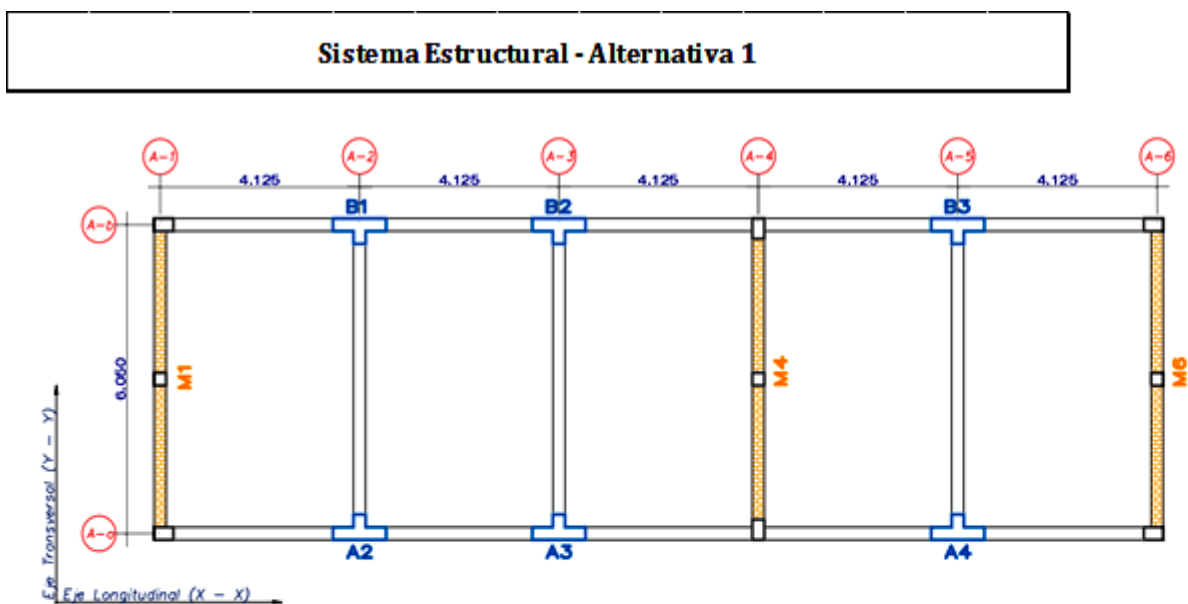 Sistema Estructural - Alternativa 1
A-1 A-2 A-3 A-4 A-5 A-6
4.125 4.125 4.125 4.125 4.125
B1 B2 B3
A-b
6.050
M1 M4 M6
A-a
A2 A3 A4
Eje Transversal (Y - Y)
Eje Longitudinal (X - X)